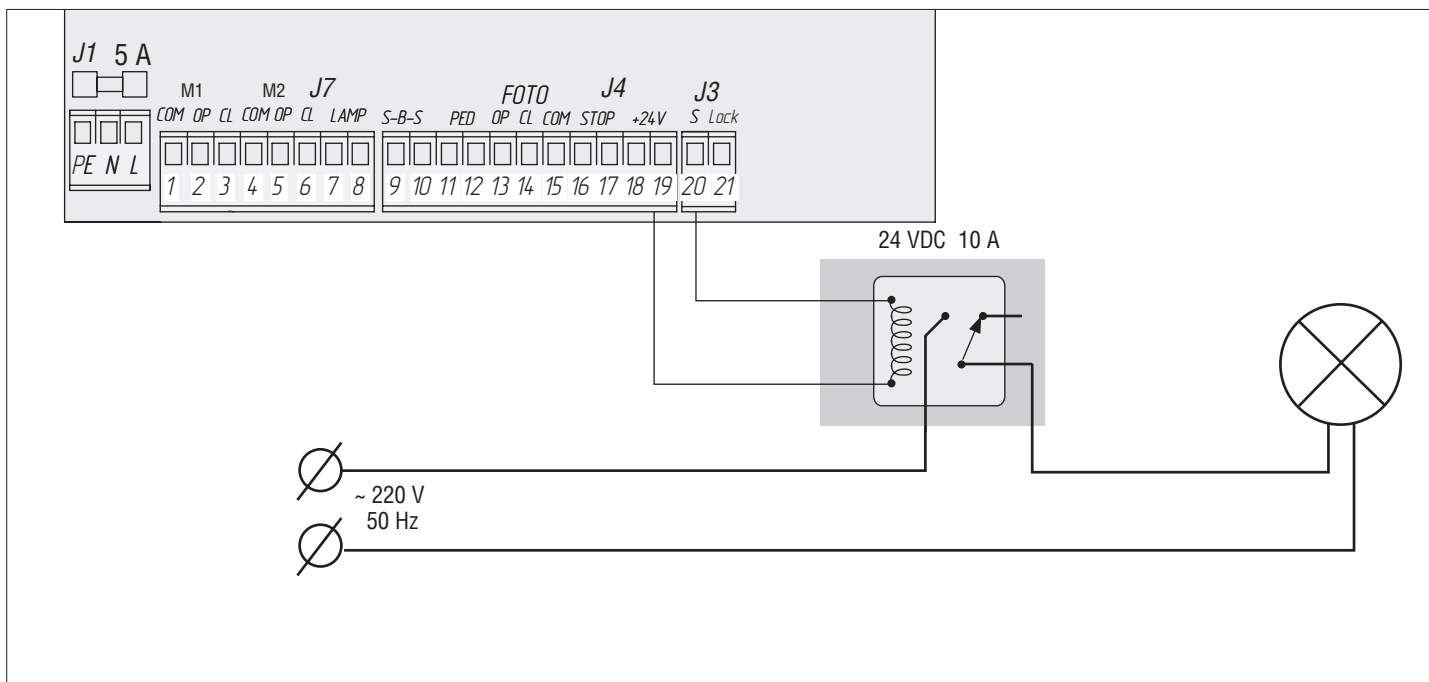 J1 5 A
M1 M2 J7 FOTO J4 J3
COM OP CL COM OP CL LAMP S-B-S PED OP CL COM STOP +24V S Lock
PE N L
1 2 3 4 5 6 7 8 9 10 11 12 13 14 15 16 17 18 19 20 21
24 VDC 10 A
~ 220 V
50 Hz